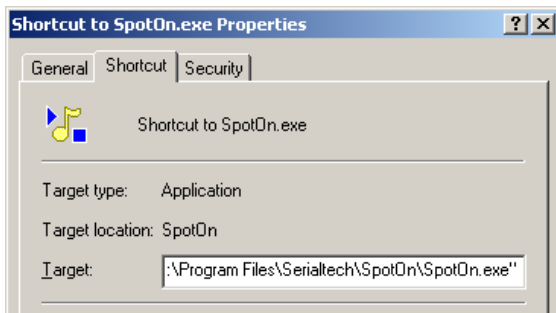 Shortcut to SpotOn.exe Properties
General Shortcut Security
Shortcut to SpotOn.exe
Target type: Application
Target location: SpotOn
Target: :\Program Files\Serialtech\SpotOn\SpotOn.exe"